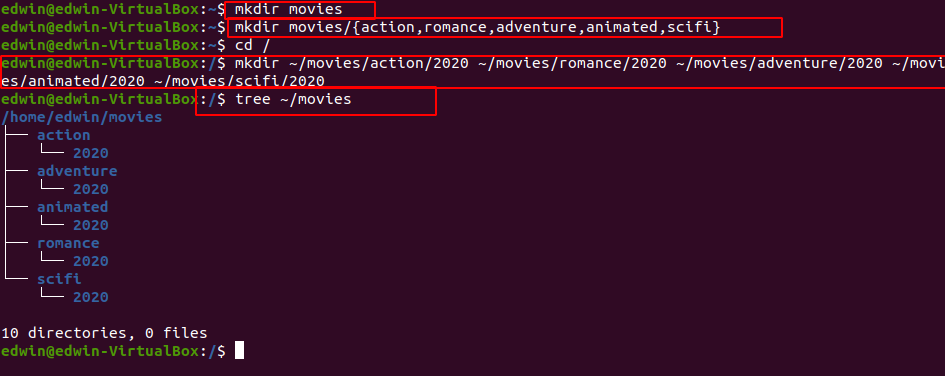 edwin@edwin-VirtualBox:~$ mkdir movies
edwin@edwin-VirtualBox:~$ mkdir movies/{action,romance,adventure,animated,scifi}
edwin@edwin-VirtualBox:~$ cd /
edwin@edwin-VirtualBox:/$ mkdir ~/movies/action/2020 ~/movies/romance/2020 ~/movies/adventure/2020 ~/movi
es/animated/2020 ~/movies/scifi/2020
edwin@edwin-VirtualBox:/$ tree ~/movies
/home/edwin/movies
├── action
│   └── 2020
├── adventure
│   └── 2020
├── animated
│   └── 2020
├── romance
│   └── 2020
└── scifi
    └── 2020
10 directories, 0 files
edwin@edwin-VirtualBox:/$